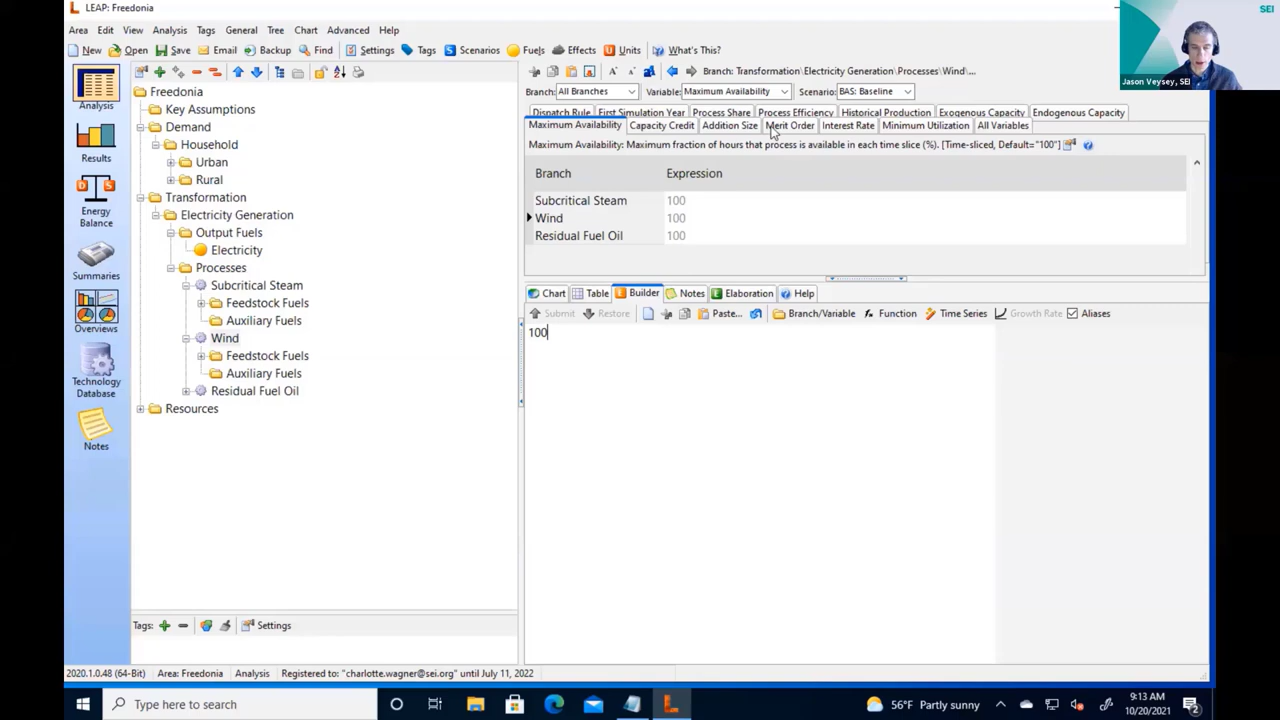 LEAP: Freedonia
SEI
Jason Veysey, SEI
Area Edit View Analysis Tags General Tree Chart Advanced Help
New Open Save Email Backup Find Settings Tags Scenarios Fuels Effects Units What's This?
Analysis
Results
Energy
Balance
Summaries
Overviews
Technology
Database
Notes
Freedonia
Key Assumptions
Demand
Household
Urban
Rural
Transformation
Electricity Generation
Output Fuels
Electricity
Processes
Subcritical Steam
Feedstock Fuels
Auxiliary Fuels
Wind
Feedstock Fuels
Auxiliary Fuels
Residual Fuel Oil
Resources
Tags: Settings
Branch: Transformation\Electricity Generation\Processes\Wind\...
Branch: All Branches Variable: Maximum Availability Scenario: BAS: Baseline
Dispatch Rule First Simulation Year Process Share Process Efficiency Historical Production Exogenous Capacity Endogenous Capacity
Maximum Availability Capacity Credit Addition Size Merit Order Interest Rate Minimum Utilization All Variables
Maximum Availability: Maximum fraction of hours that process is available in each time slice (%). [Time-sliced, Default="100"]
Branch Expression
Subcritical Steam 100
Wind 100
Residual Fuel Oil 100
Chart Table Builder Notes Elaboration Help
Submit Restore Paste... Branch/Variable Function Time Series Growth Rate Aliases
100
2020.1.0.48 (64-Bit) Area: Freedonia Analysis Registered to: "charlotte.wagner@sei.org" until July 11, 2022
Type here to search
56°F Partly sunny
9:13 AM
10/20/2021
2